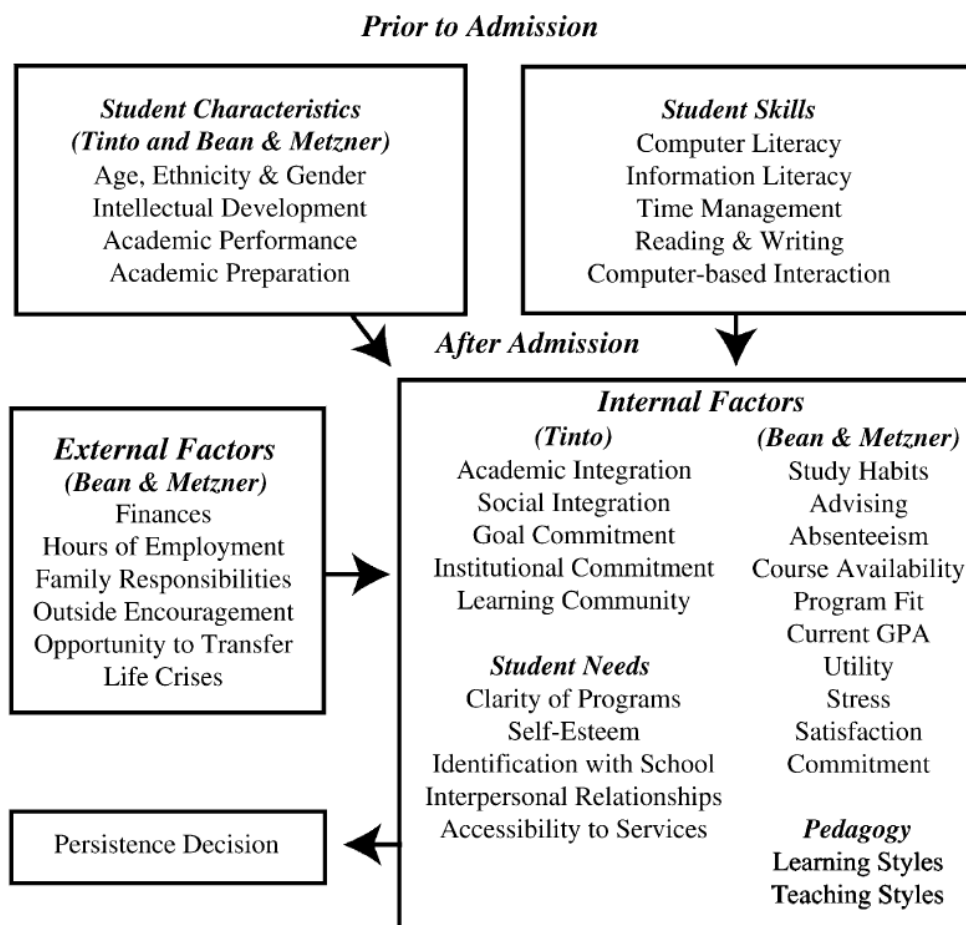 Prior to Admission
Student Characteristics
(Tinto and Bean & Metzner)
Age, Ethnicity & Gender
Intellectual Development
Academic Performance
Academic Preparation
Student Skills
Computer Literacy
Information Literacy
Time Management
Reading & Writing
Computer-based Interaction
After Admission
External Factors
(Bean & Metzner)
Finances
Hours of Employment
Family Responsibilities
Outside Encouragement
Opportunity to Transfer
Life Crises
Internal Factors
(Tinto)
Academic Integration
Social Integration
Goal Commitment
Institutional Commitment
Learning Community
Student Needs
Clarity of Programs
Self-Esteem
Identification with School
Interpersonal Relationships
Accessibility to Services
(Bean & Metzner)
Study Habits
Advising
Absenteeism
Course Availability
Program Fit
Current GPA
Utility
Stress
Satisfaction
Commitment
Pedagogy
Learning Styles
Teaching Styles
Persistence Decision